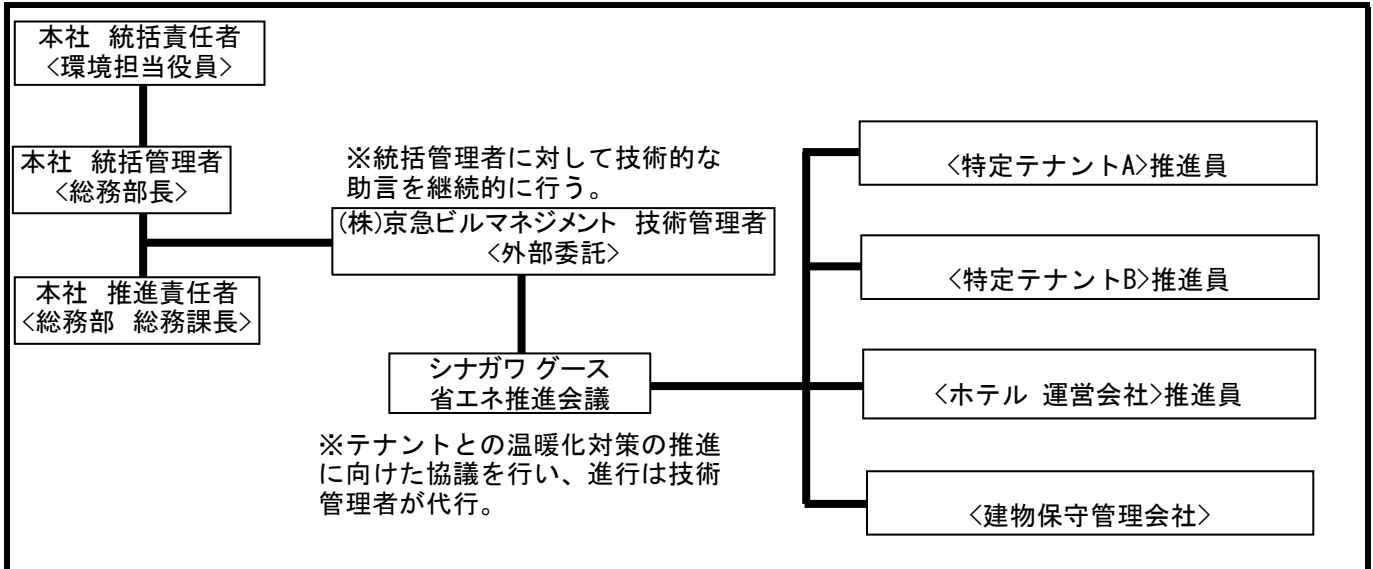 本社 統括責任者
<環境担当役員>
本社 統括管理者
<総務部長>
本社 推進責任者
<総務部 総務課長>
※統括管理者に対して技術的な
助言を継続的に行う。
(株)京急ビルマネジメント 技術管理者
<外部委託>
シナガワ グース
省エネ推進会議
※テナントとの温暖化対策の推進
に向けた協議を行い、進行は技術
管理者が代行。
<特定テナントA>推進員
<特定テナントB>推進員
<ホテル 運営会社>推進員
<建物保守管理会社>